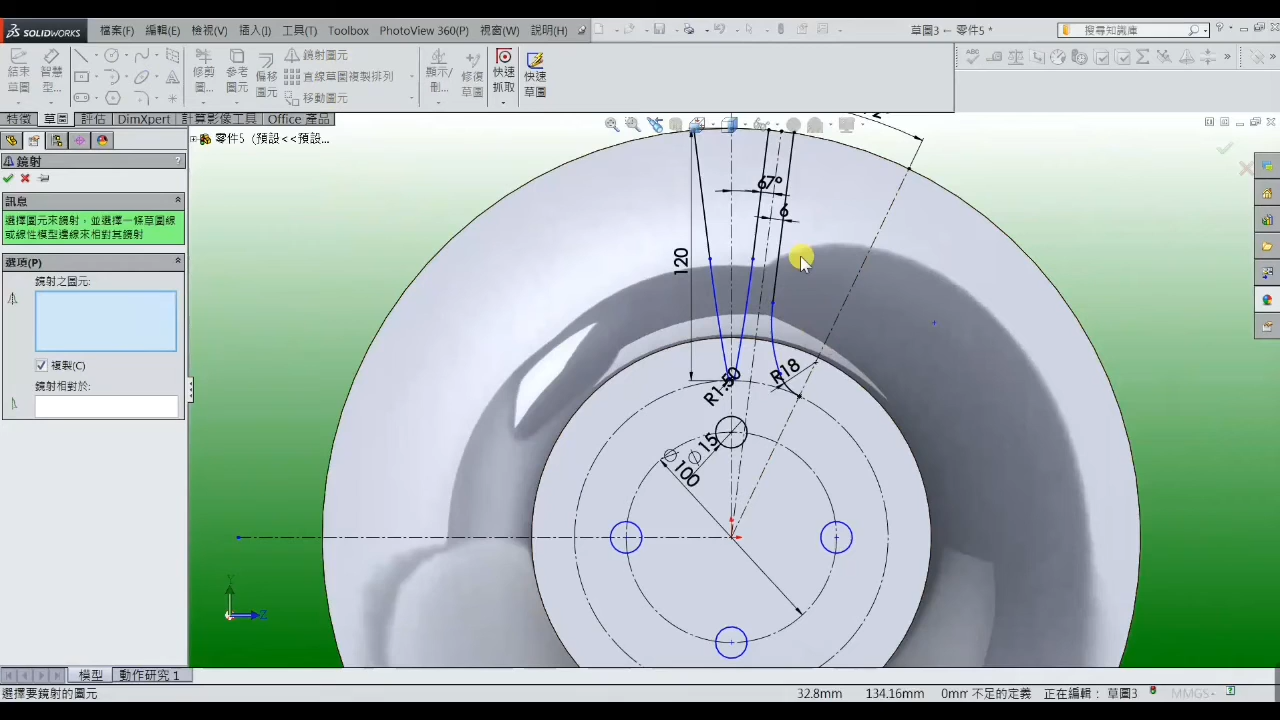 SOLIDWORKS 檔案(F) 編輯(E) 檢視(V) 插入(I) 工具(T) Toolbox PhotoView 360(P) 視窗(W) 說明(H) 草圖3 ➝ 零件5 * 搜尋知識庫
結束草圖 智慧型... 修剪圖... 參考圖元 偏移圖元 鏡射圖元 顯示/刪... 修復草圖 快速抓取 快速草圖
直線草圖複製排列
移動圖元
特徵 草圖 評估 DimXpert 計算影像工具 Office 產品
零件5 (預設<<預設...
鏡射 ?
訊息
選擇圖元來鏡射，並選擇一條草圖線
或線性模型邊線來相對其鏡射
選項(P)
鏡射之圖元:
複製(C)
鏡射相對於:
7°
6
120
R18
R1.50
∅15
∅100
Y
Z
模型 動作研究 1
選擇要鏡射的圖元 32.8mm 134.16mm 0mm 不足的定義 正在編輯： 草圖3 MMGS